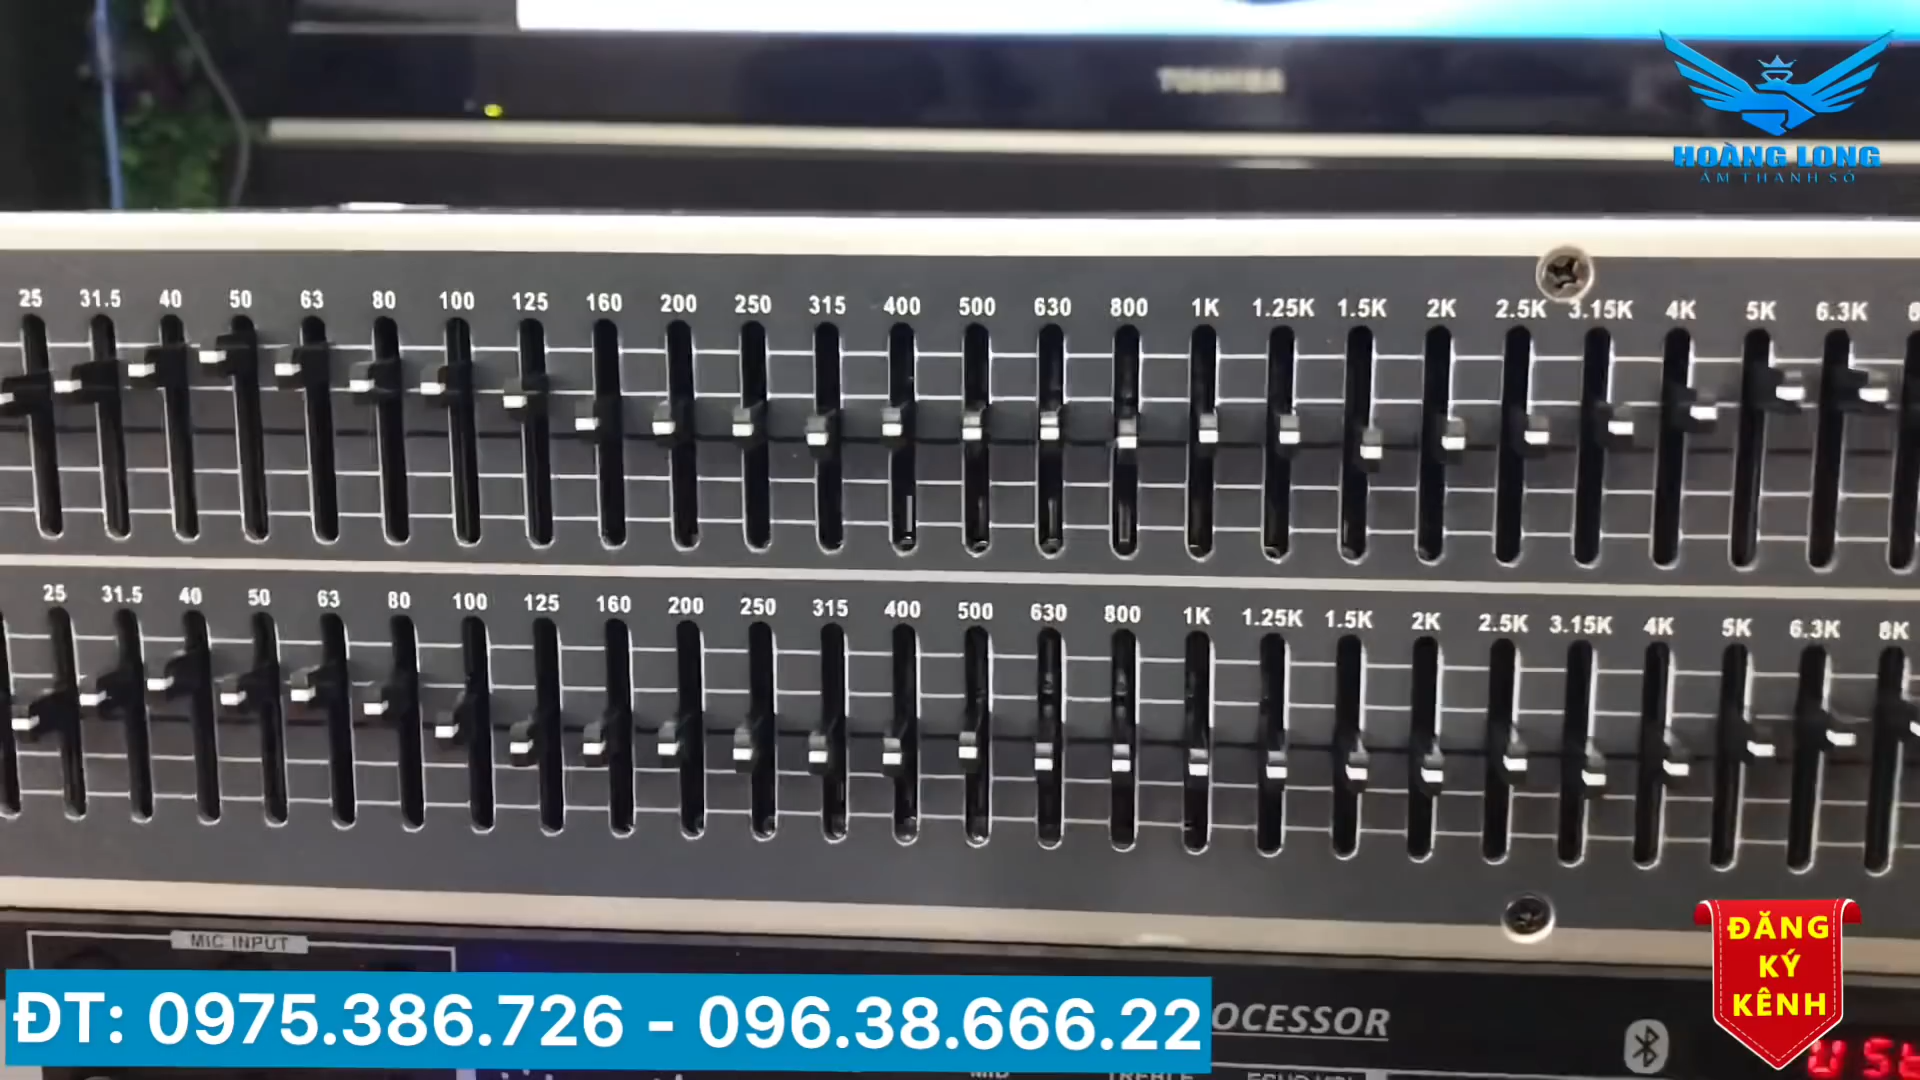 TOSHIBA
HOÀNG LONG
ÂM THANH SỐ
25 31.5 40 50 63 80 100 125 160 200 250 315 400 500 630 800 1K 1.25K 1.5K 2K 2.5K 3.15K 4K 5K 6.3K
25 31.5 40 50 63 80 100 125 160 200 250 315 400 500 630 800 1K 1.25K 1.5K 2K 2.5K 3.15K 4K 5K 6.3K 8K
MIC INPUT
ĐĂNG
KÝ
KÊNH
ĐT: 0975.386.726 - 096.38.666.22
OCESSOR